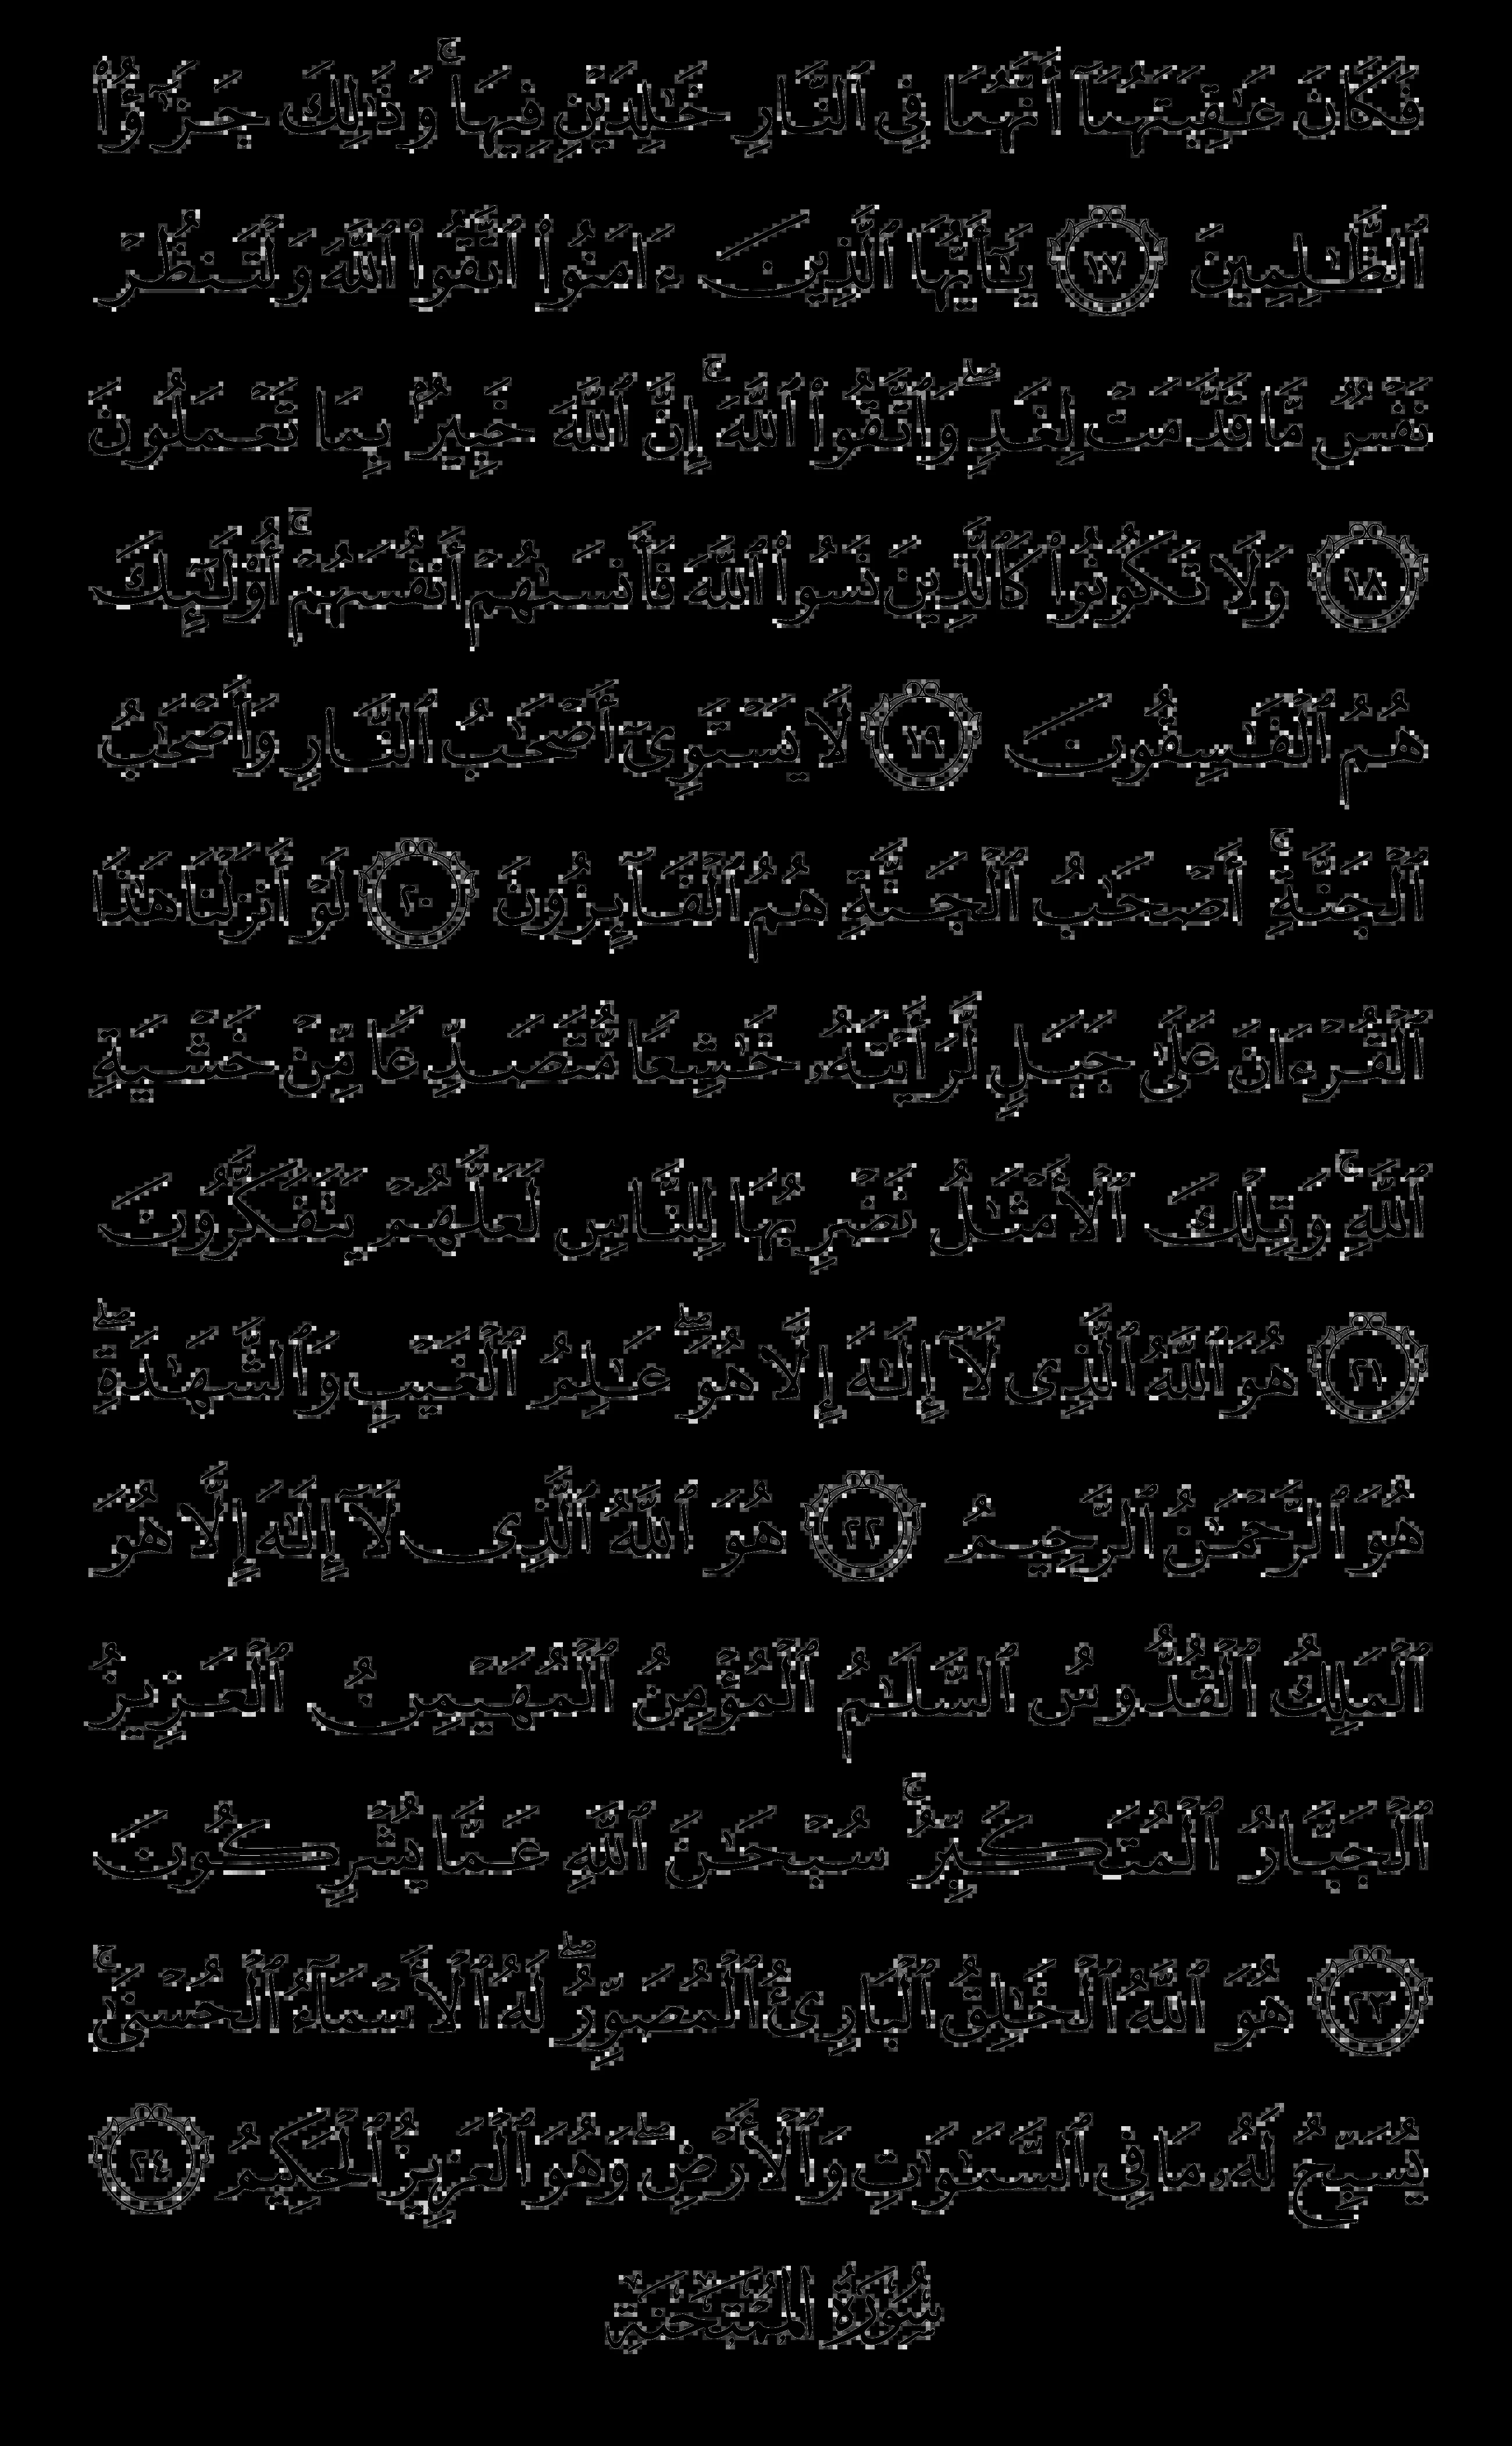 فَكَانَ عَٰقِبَتَهُمَآ أَنَّهُمَا فِى ٱلنَّارِ خَٰلِدَيْنِ فِيهَا ۚ وَذَٰلِكَ جَزَٰٓؤُا۟
ٱلظَّٰلِمِينَ ١٧ يَٰٓأَيُّهَا ٱلَّذِينَ ءَامَنُوا۟ ٱتَّقُوا۟ ٱللَّهَ وَلْتَنظُرْ
نَفْسٌ مَّا قَدَّمَتْ لِغَدٍ ۖ وَٱتَّقُوا۟ ٱللَّهَ ۚ إِنَّ ٱللَّهَ خَبِيرٌۢ بِمَا تَعْمَلُونَ
١٨ وَلَا تَكُونُوا۟ كَٱلَّذِينَ نَسُوا۟ ٱللَّهَ فَأَنسَىٰهُمْ أَنفُسَهُمْ ۚ أُو۟لَٰٓئِكَ
هُمُ ٱلْفَٰسِقُونَ ١٩ لَا يَسْتَوِىٓ أَصْحَٰبُ ٱلنَّارِ وَأَصْحَٰبُ
ٱلْجَنَّةِ ۚ أَصْحَٰبُ ٱلْجَنَّةِ هُمُ ٱلْفَآئِزُونَ ٢٠ لَوْ أَنزَلْنَا هَٰذَا
ٱلْقُرْءَانَ عَلَىٰ جَبَلٍ لَّرَأَيْتَهُۥ خَٰشِعًا مُّتَصَدِّعًا مِّنْ خَشْيَةِ
ٱللَّهِ ۚ وَتِلْكَ ٱلْأَمْثَٰلُ نَضْرِبُهَا لِلنَّاسِ لَعَلَّهُمْ يَتَفَكَّرُونَ
٢١ هُوَ ٱللَّهُ ٱلَّذِى لَآ إِلَٰهَ إِلَّا هُوَ ۖ عَٰلِمُ ٱلْغَيْبِ وَٱلشَّهَٰدَةِ ۖ
هُوَ ٱلرَّحْمَٰنُ ٱلرَّحِيمُ ٢٢ هُوَ ٱللَّهُ ٱلَّذِى لَآ إِلَٰهَ إِلَّا هُوَ
ٱلْمَلِكُ ٱلْقُدُّوسُ ٱلسَّلَٰمُ ٱلْمُؤْمِنُ ٱلْمُهَيْمِنُ ٱلْعَزِيزُ
ٱلْجَبَّارُ ٱلْمُتَكَبِّرُ ۚ سُبْحَٰنَ ٱللَّهِ عَمَّا يُشْرِكُونَ
٢٣ هُوَ ٱللَّهُ ٱلْخَٰلِقُ ٱلْبَارِئُ ٱلْمُصَوِّرُ ۖ لَهُ ٱلْأَسْمَآءُ ٱلْحُسْنَىٰ ۚ
يُسَبِّحُ لَهُۥ مَا فِى ٱلسَّمَٰوَٰتِ وَٱلْأَرْضِ ۖ وَهُوَ ٱلْعَزِيزُ ٱلْحَكِيمُ ٢٤
سُورَةُ المُمْتَحنَةِ